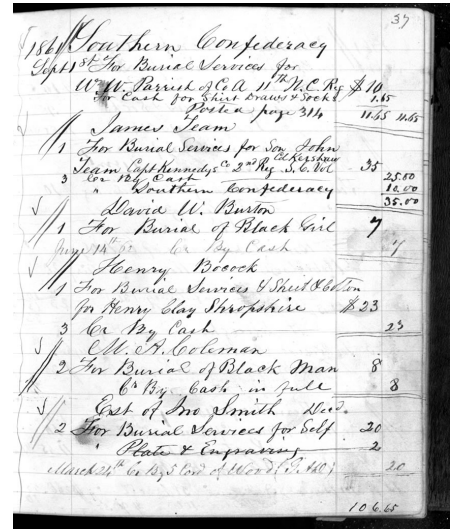 37
1861 Southern Confederacy
Sept 1st For Burial Services for
W. W. Parrish of Co A 11th N.C. Reg $10
For Cash for Shirt Draws & Socks 1.65
Posted page 314 11.65 11.65
James Team
1 For Burial Services for Son John
Team Capt Kennedys Co 2nd Reg S.C. Vol Col Kershaw 35
3 Cr By Cash 25.00
" Southern Confederacy 10.00
35.00
David W. Burton
1 For Burial of Black Girl 7
14th Cr By Cash 7
Henry Bocock
1 For Burial Services & Sheet & Cotton
for Henry Clay Shropshire $23
3 Cr By Cash 23
M. A. Coleman
2 For Burial of Black Man 8
Cr By Cash in full 8
Est of Jno Smith Decd
2 For Burial Services for Self 20
" Plate & Engraving 2
March 24th Cr By 5 Cord of Wood 20
106.65